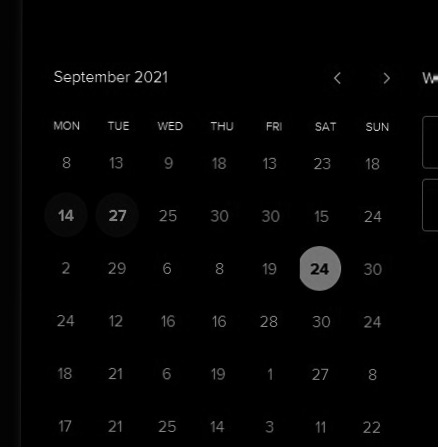 September 2021 < >
MON TUE WED THU FRI SAT SUN
8 13 9 18 13 23 18
14 27 25 30 30 15 24
2 29 6 8 19 24 30
24 12 16 16 28 30 24
18 21 6 19 1 27 8
17 21 25 14 3 11 22